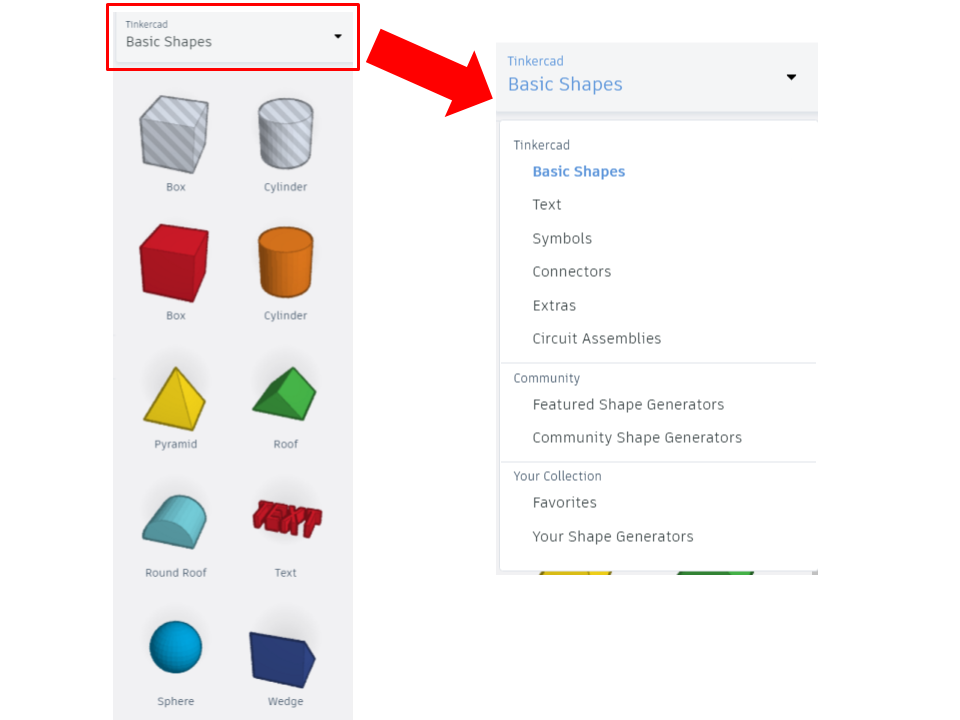 Tinkercad
Basic Shapes
Box
Cylinder
Box
Cylinder
Pyramid
Roof
Round Roof
TEXT
Text
Sphere
Wedge
Tinkercad
Basic Shapes
Tinkercad
Basic Shapes
Text
Symbols
Connectors
Extras
Circuit Assemblies
Community
Featured Shape Generators
Community Shape Generators
Your Collection
Favorites
Your Shape Generators